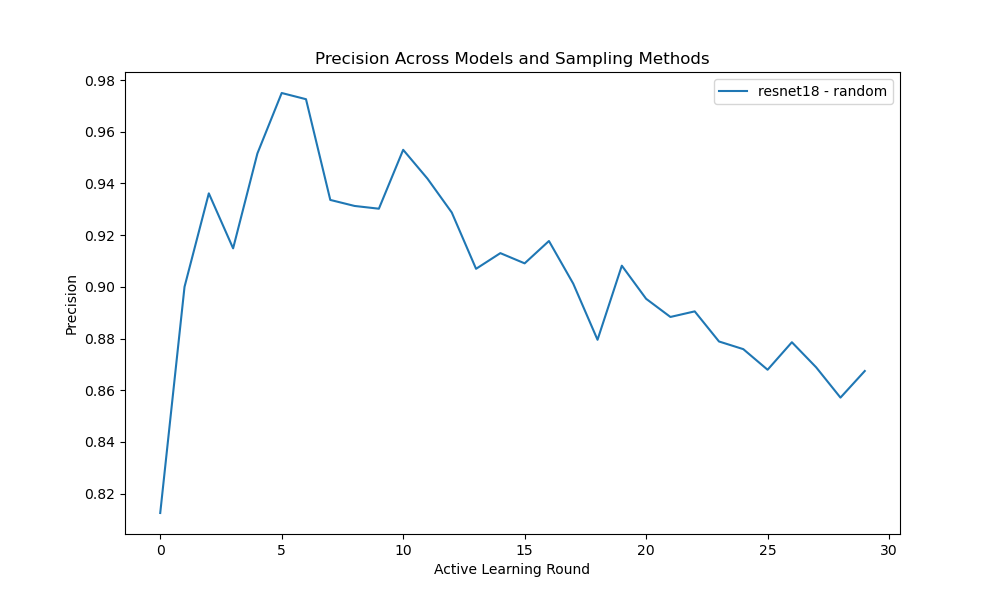 Precision Across Models and Sampling Methods
resnet18 - random
0.98
0.96
0.94
0.92
0.90
0.88
0.86
0.84
0.82
Precision
0 5 10 15 20 25 30
Active Learning Round